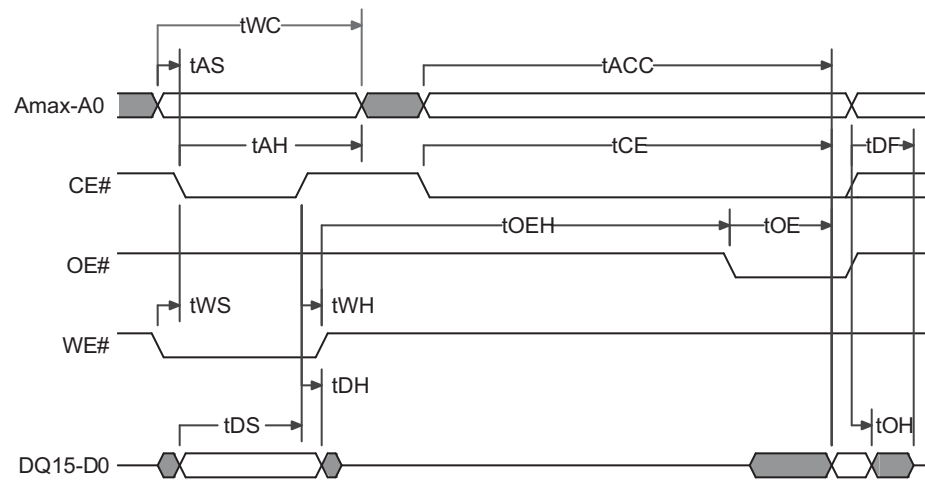 tWC
tAS
tACC
Amax-A0
tAH
tCE
tDF
CE#
tOEH
tOE
OE#
tWS
tWH
WE#
tDH
tDS
tOH
DQ15-D0